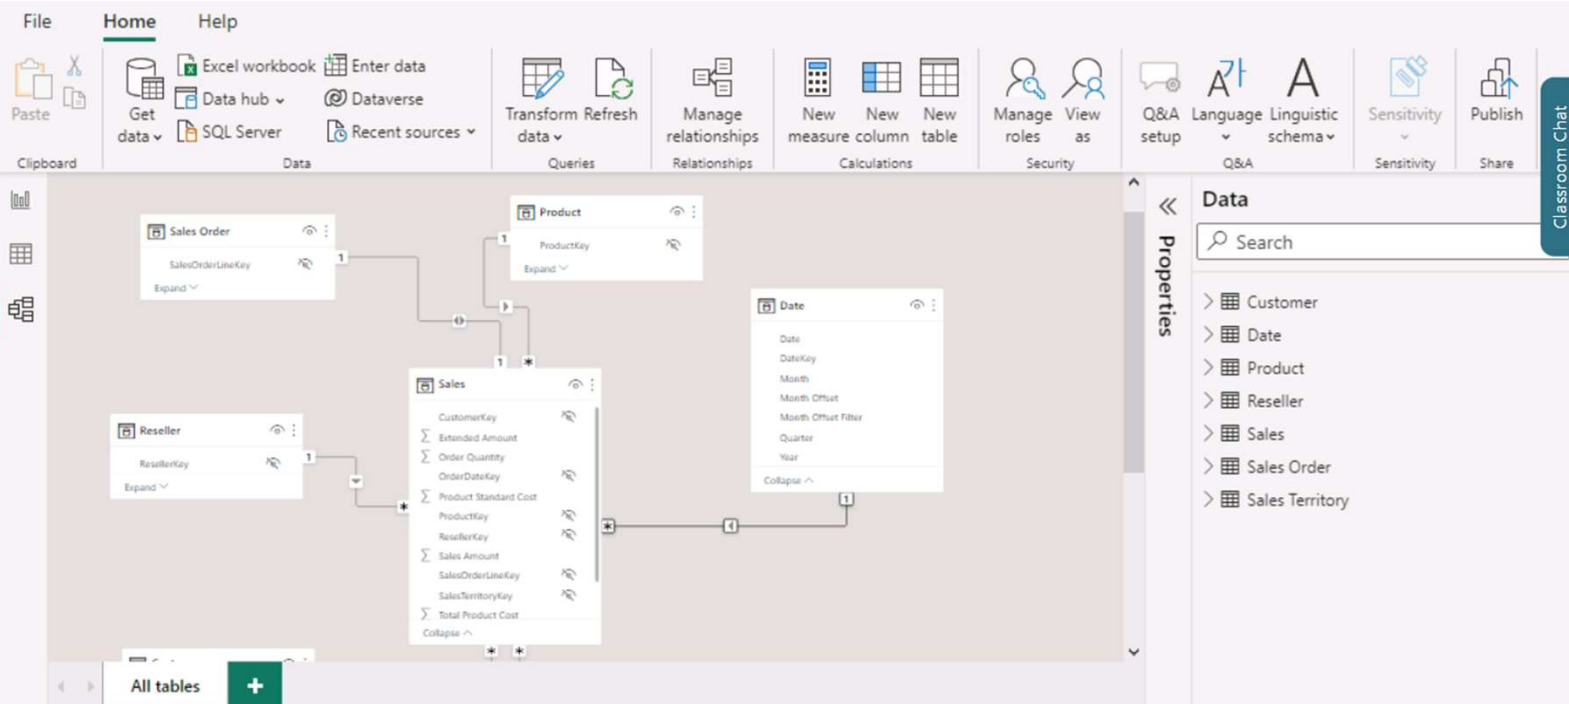 File Home Help
Paste
Clipboard
Get data
Excel workbook
Data hub
SQL Server
Enter data
Dataverse
Recent sources
Data
Transform data
Refresh
Queries
Manage relationships
Relationships
New measure
New column
New table
Calculations
Manage roles
View as
Security
Q&A setup
Language
Linguistic schema
Q&A
Sensitivity
Sensitivity
Publish
Share
Classroom Chat
Sales Order
SalesOrderLineKey
Expand
1
Product
1
ProductKey
Expand
Date
Date
DateKey
Month
Month Offset
Month Offset Filter
Quarter
Year
Collapse
1
1 *
Sales
CustomerKey
Σ Extended Amount
Σ Order Quantity
OrderDateKey
Σ Product Standard Cost
ProductKey
ResellerKey
Σ Sales Amount
SalesOrderLineKey
SalesTerritoryKey
Σ Total Product Cost
Collapse
* *
*
Reseller
ResellerKey
Expand
1
*
All tables
+
Properties
Data
Search
Customer
Date
Product
Reseller
Sales
Sales Order
Sales Territory